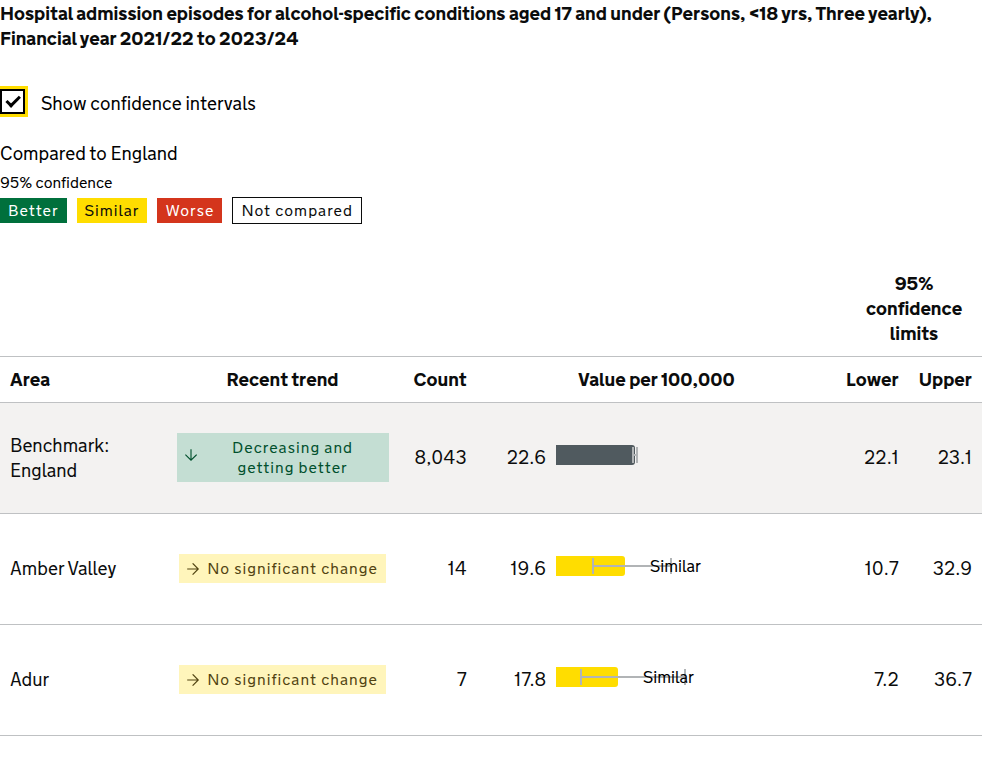 Hospital admission episodes for alcohol-specific conditions aged 17 and under (Persons, <18 yrs, Three yearly),
Financial year 2021/22 to 2023/24
Show confidence intervals
Compared to England
95% confidence
Better Similar Worse Not compared
95%
confidence
limits
Area Recent trend Count Value per 100,000 Lower Upper
Benchmark:
England
↓ Decreasing and
getting better
8,043 22.6 22.1 23.1
Amber Valley → No significant change 14 19.6 Similar 10.7 32.9
Adur → No significant change 7 17.8 Similar 7.2 36.7